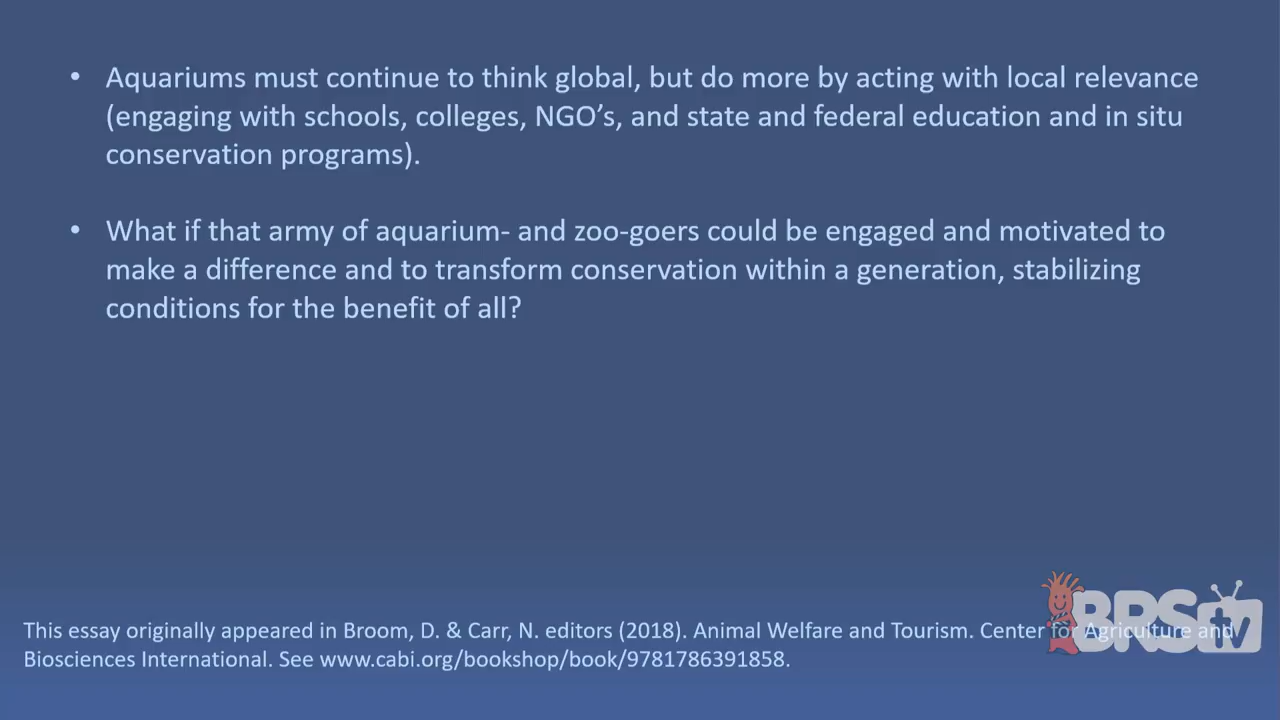 • Aquariums must continue to think global, but do more by acting with local relevance
(engaging with schools, colleges, NGO’s, and state and federal education and in situ
conservation programs).
• What if that army of aquarium- and zoo-goers could be engaged and motivated to
make a difference and to transform conservation within a generation, stabilizing
conditions for the benefit of all?
This essay originally appeared in Broom, D. & Carr, N. editors (2018). Animal Welfare and Tourism. Center for Agriculture and
Biosciences International. See www.cabi.org/bookshop/book/9781786391858.
BRStv